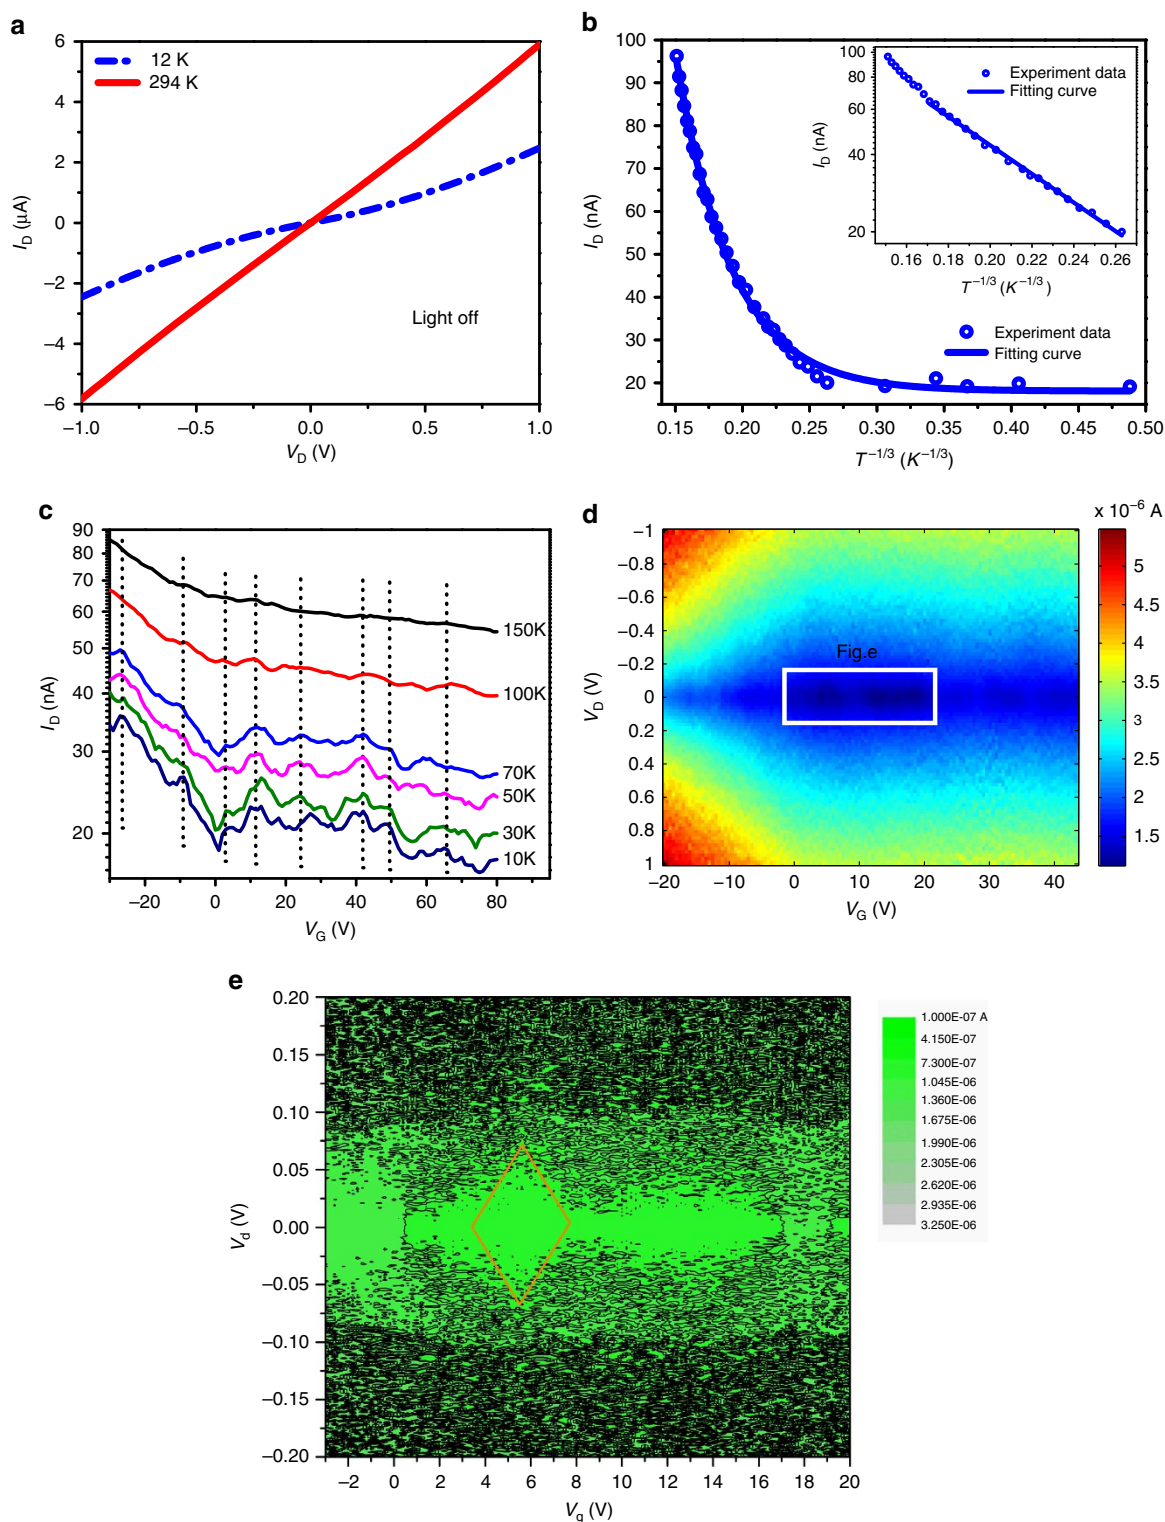 a
12 K
294 K
6
4
2
0
−2
−4
−6
I_D (μA)
Light off
−1.0
−0.5
0.0
0.5
1.0
V_D (V)
b
100
90
80
70
60
50
40
30
20
I_D (nA)
0.15
0.20
0.25
0.30
0.35
0.40
0.45
0.50
T^{−1/3} (K^{−1/3})
Experiment data
Fitting curve
100
80
60
40
20
I_D (nA)
Experiment data
Fitting curve
0.16
0.18
0.20
0.22
0.24
0.26
T^{−1/3} (K^{−1/3})
c
90
80
70
60
50
40
30
20
I_D (nA)
150K
100K
70K
50K
30K
10K
−20
0
20
40
60
80
V_G (V)
d
−1
−0.8
−0.6
−0.4
−0.2
0
0.2
0.4
0.6
0.8
1
V_D (V)
Fig.e
−20
−10
0
10
20
30
40
V_G (V)
x 10^{−6} A
5
4.5
4
3.5
3
2.5
2
1.5
e
0.20
0.15
0.10
0.05
0.00
−0.05
−0.10
−0.15
−0.20
V_d (V)
−2
0
2
4
6
8
10
12
14
16
18
20
V_g (V)
1.000E-07 A
4.150E-07
7.300E-07
1.045E-06
1.360E-06
1.675E-06
1.990E-06
2.305E-06
2.620E-06
2.935E-06
3.250E-06